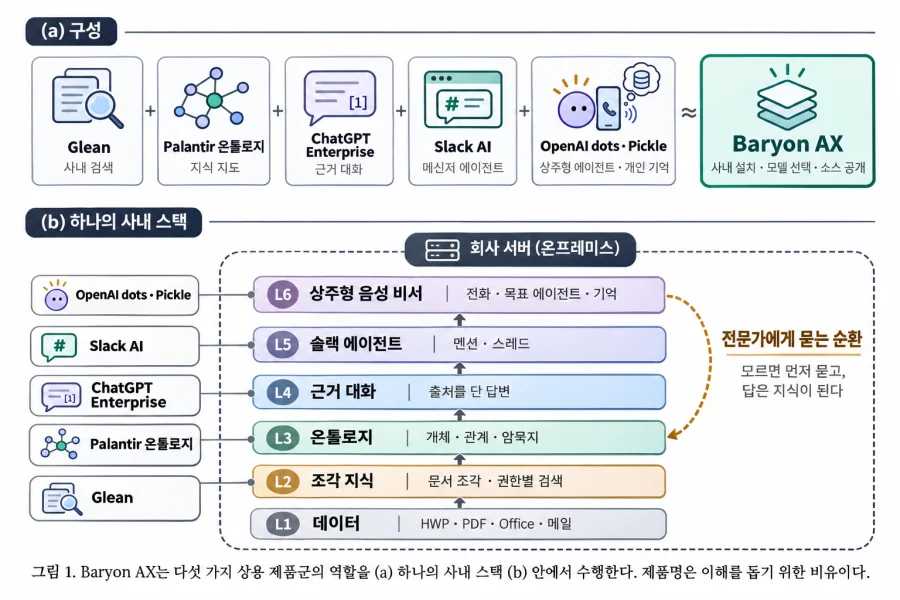 (a) 구성
Glean
사내 검색
+
Palantir 온톨로지
지식 지도
+
[1]
ChatGPT
Enterprise
근거 대화
+
#
Slack AI
메신저 에이전트
+
OpenAI dots · Pickle
상주형 에이전트 · 개인 기억
≈
Baryon AX
사내 설치 · 모델 선택 · 소스 공개
(b) 하나의 사내 스택
회사 서버 (온프레미스)
OpenAI dots · Pickle
L6 상주형 음성 비서 | 전화 · 목표 에이전트 · 기억
# Slack AI
L5 슬랙 에이전트 | 멘션 · 스레드
[1] ChatGPT
Enterprise
L4 근거 대화 | 출처를 단 답변
Palantir 온톨로지
L3 온톨로지 | 개체 · 관계 · 암묵지
Glean
L2 조각 지식 | 문서 조각 · 권한별 검색
L1 데이터 | HWP · PDF · Office · 메일
전문가에게 묻는 순환
모르면 먼저 묻고,
답은 지식이 된다
그림 1. Baryon AX는 다섯 가지 상용 제품군의 역할을 (a) 하나의 사내 스택 (b) 안에서 수행한다. 제품명은 이해를 돕기 위한 비유이다.